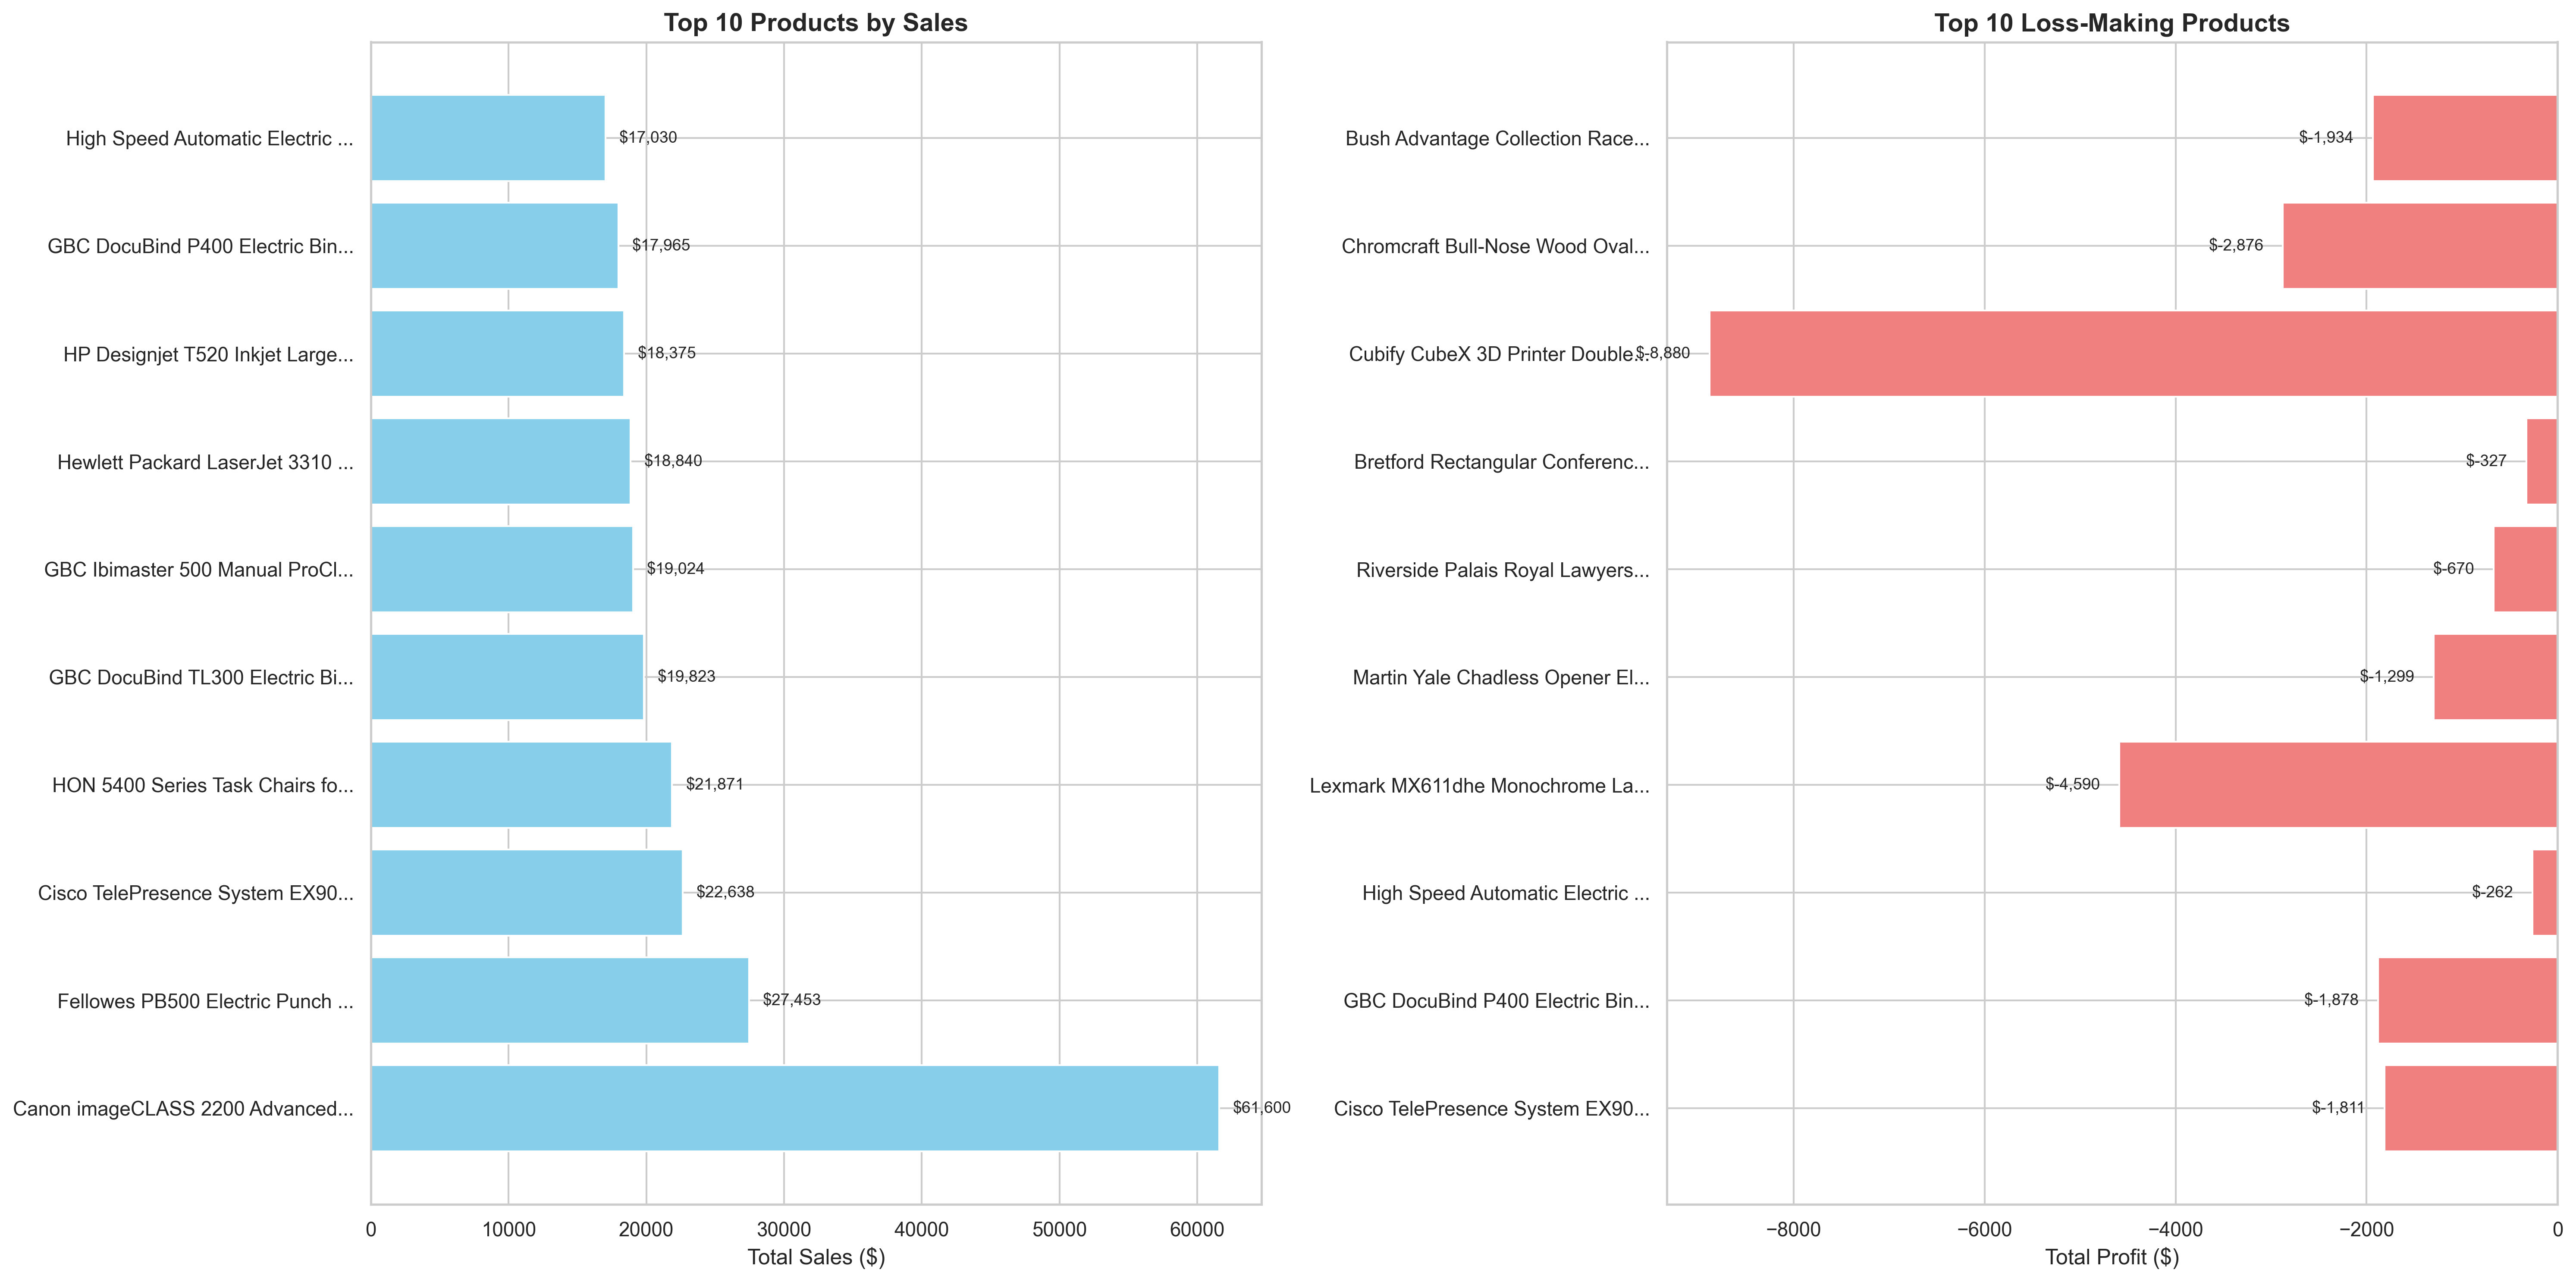 Top 10 Products by Sales
High Speed Automatic Electric ...
$17,030
GBC DocuBind P400 Electric Bin...
$17,965
HP Designjet T520 Inkjet Large...
$18,375
Hewlett Packard LaserJet 3310 ...
$18,840
GBC Ibimaster 500 Manual ProCl...
$19,024
GBC DocuBind TL300 Electric Bi...
$19,823
HON 5400 Series Task Chairs fo...
$21,871
Cisco TelePresence System EX90...
$22,638
Fellowes PB500 Electric Punch ...
$27,453
Canon imageCLASS 2200 Advanced...
$61,600
0 10000 20000 30000 40000 50000 60000
Total Sales ($)
Top 10 Loss-Making Products
Bush Advantage Collection Race...
$-1,934
Chromcraft Bull-Nose Wood Oval...
$-2,876
Cubify CubeX 3D Printer Double...
$-8,880
Bretford Rectangular Conferenc...
$-327
Riverside Palais Royal Lawyers...
$-670
Martin Yale Chadless Opener El...
$-1,299
Lexmark MX611dhe Monochrome La...
$-4,590
High Speed Automatic Electric ...
$-262
GBC DocuBind P400 Electric Bin...
$-1,878
Cisco TelePresence System EX90...
$-1,811
−8000 −6000 −4000 −2000 0
Total Profit ($)